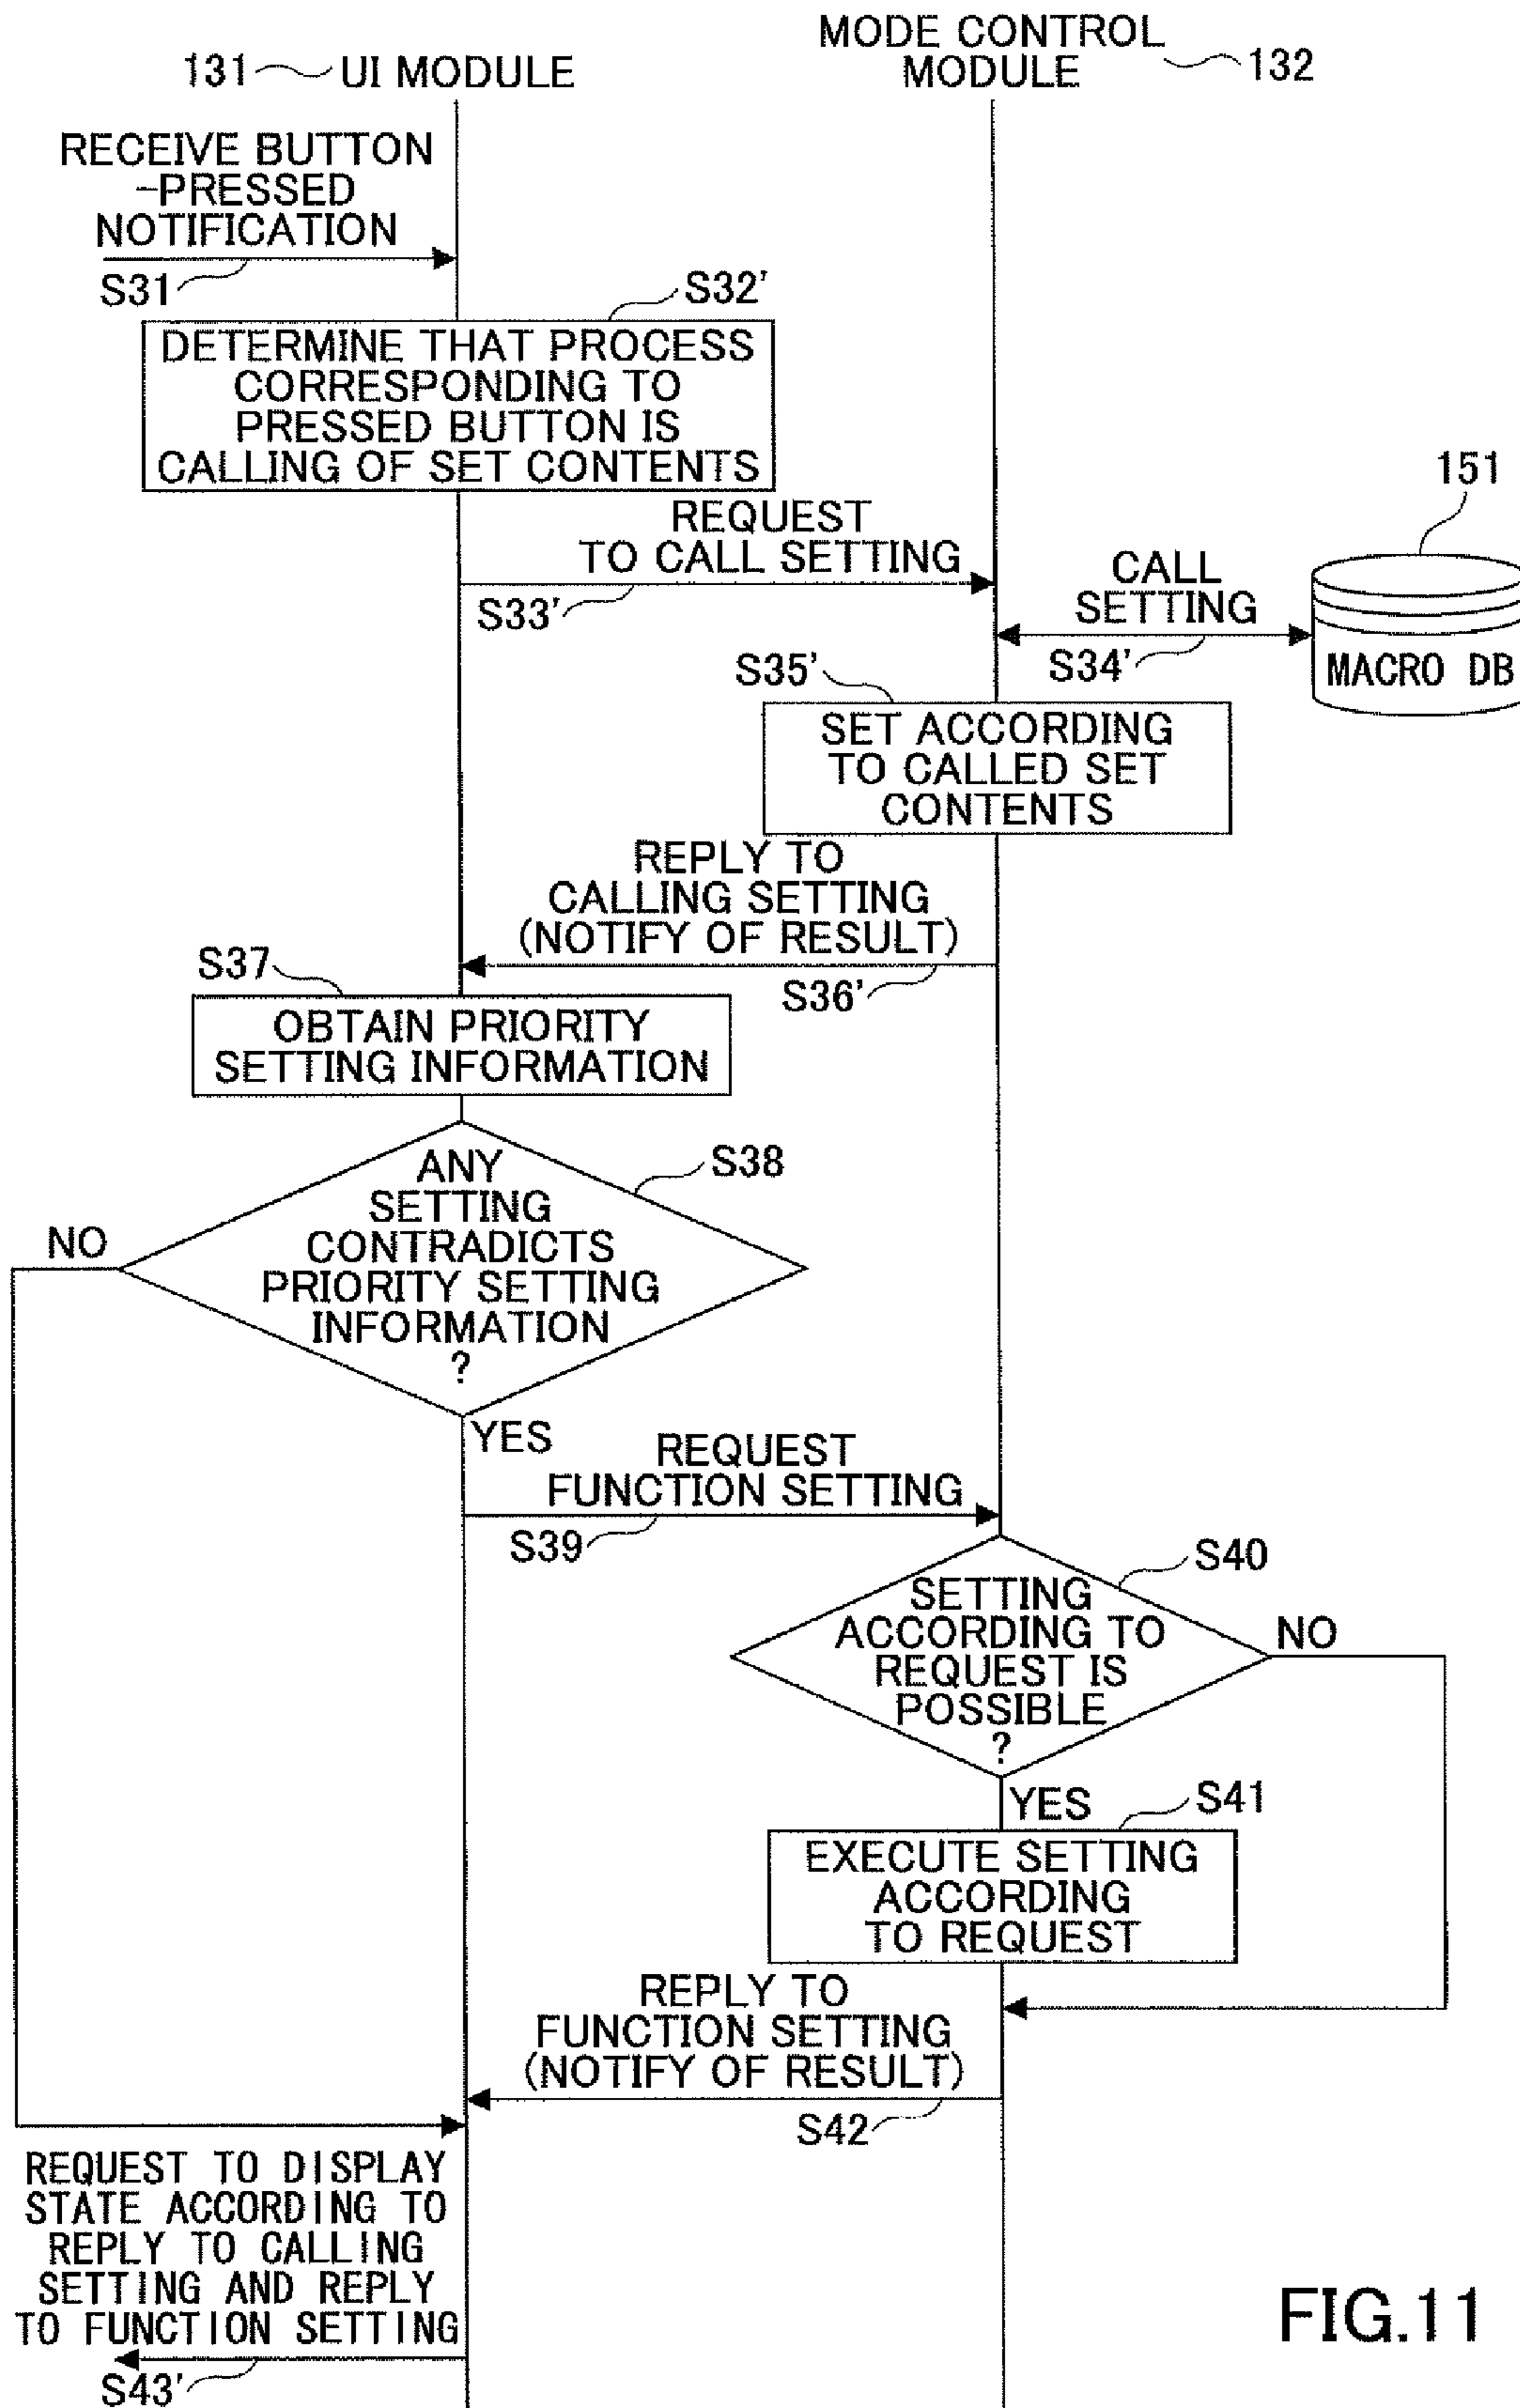 131
UI MODULE
MODE CONTROL
MODULE
132
RECEIVE BUTTON
-PRESSED
NOTIFICATION
S31
S32'
DETERMINE THAT PROCESS
CORRESPONDING TO
PRESSED BUTTON IS
CALLING OF SET CONTENTS
REQUEST
TO CALL SETTING
S33'
151
CALL
SETTING
S34'
MACRO DB
S35'
SET ACCORDING
TO CALLED SET
CONTENTS
REPLY TO
CALLING SETTING
(NOTIFY OF RESULT)
S36'
S37
OBTAIN PRIORITY
SETTING INFORMATION
S38
ANY
SETTING
CONTRADICTS
PRIORITY SETTING
INFORMATION
?
NO
YES
REQUEST
FUNCTION SETTING
S39
S40
SETTING
ACCORDING TO
REQUEST IS
POSSIBLE
?
NO
YES
S41
EXECUTE SETTING
ACCORDING
TO REQUEST
REPLY TO
FUNCTION SETTING
(NOTIFY OF RESULT)
S42
REQUEST TO DISPLAY
STATE ACCORDING TO
REPLY TO CALLING
SETTING AND REPLY
TO FUNCTION SETTING
S43'
FIG.11